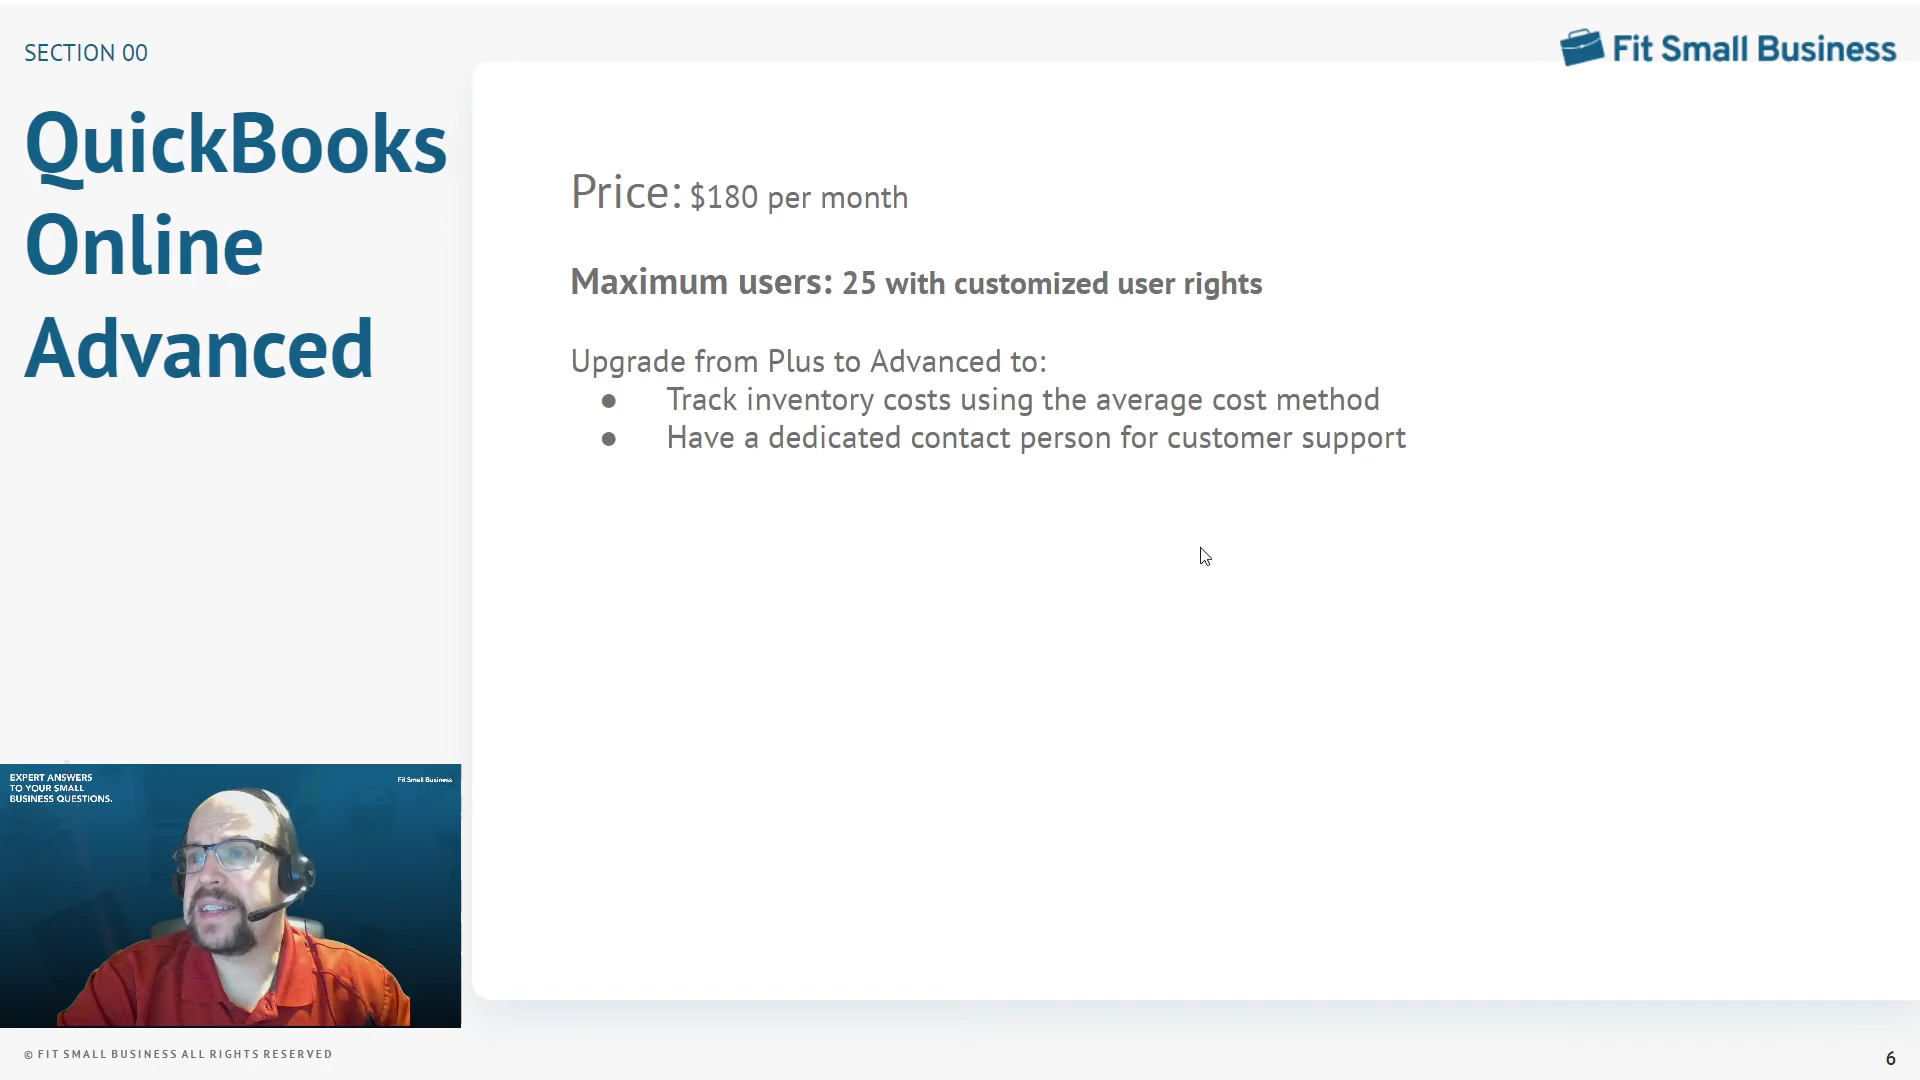 SECTION 00
Fit Small Business
QuickBooks
Online
Advanced
Price: $180 per month
Maximum users: 25 with customized user rights
Upgrade from Plus to Advanced to:
● Track inventory costs using the average cost method
● Have a dedicated contact person for customer support
EXPERT ANSWERS
TO YOUR SMALL
BUSINESS QUESTIONS.
Fit Small Business
© FIT SMALL BUSINESS ALL RIGHTS RESERVED
6